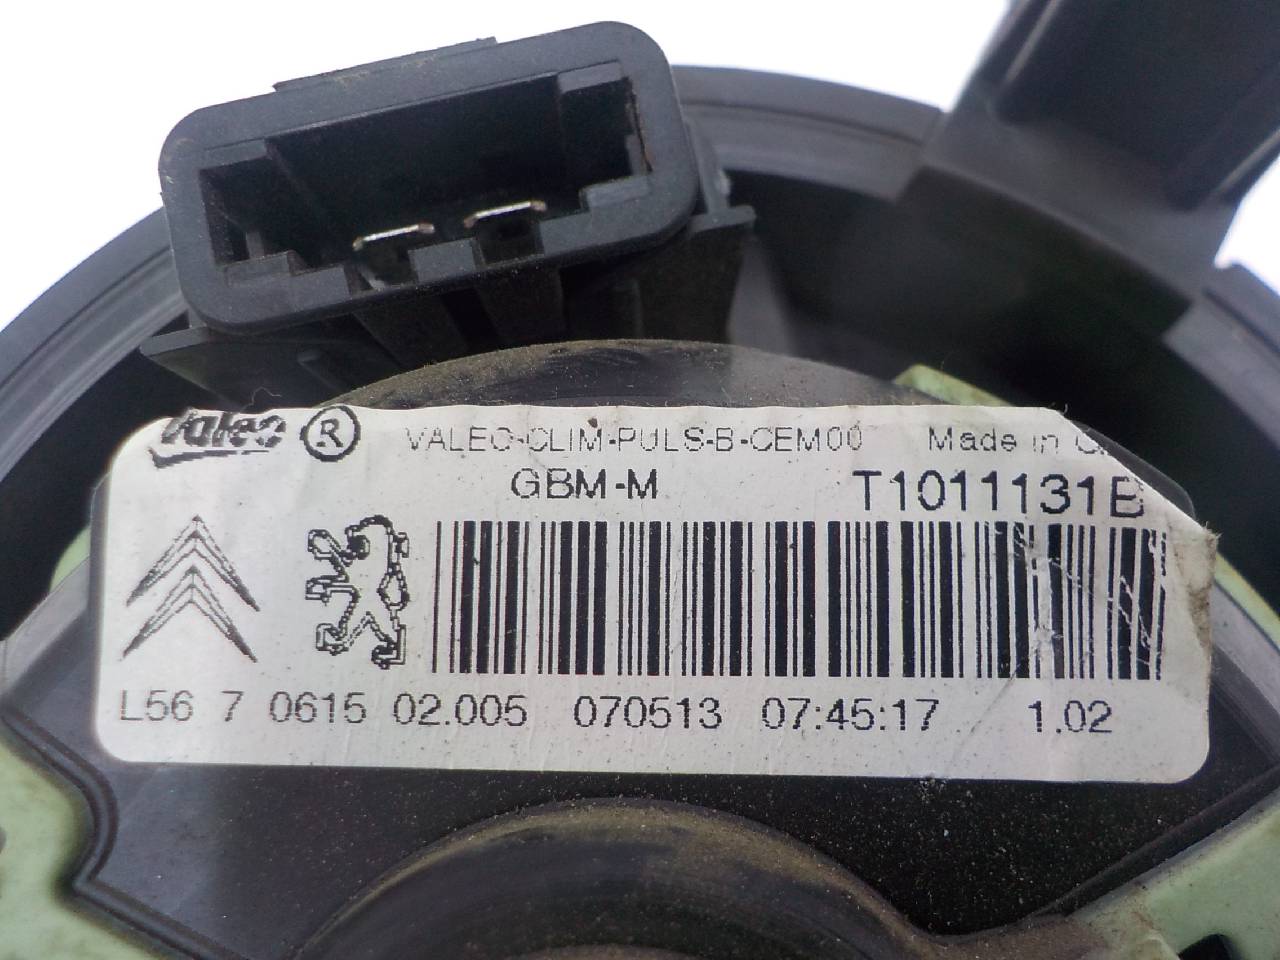 Valeo ® VALEO-CLIM-PULS-B-CEM00 Made in
GBM-M T1011131B
L56 7 0615 02.005 070513 07:45:17 1.02